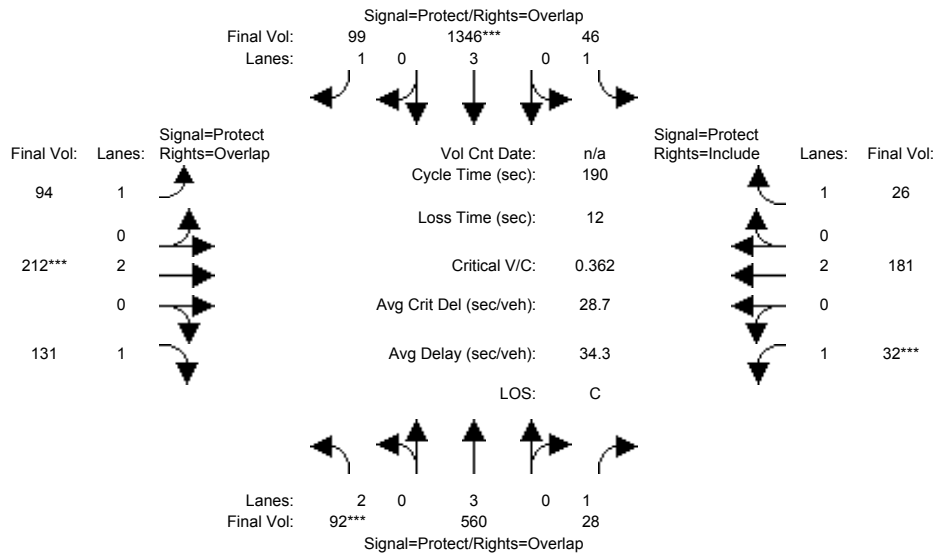 Signal=Protect/Rights=Overlap
Final Vol: 99 1346*** 46
Lanes: 1 0 3 0 1
Signal=Protect
Rights=Overlap
Final Vol: Lanes:
Vol Cnt Date: n/a
Signal=Protect
Rights=Include
Lanes: Final Vol:
Cycle Time (sec): 190
94 1
1 26
Loss Time (sec): 12
0
0
212*** 2
Critical V/C: 0.362
2 181
0
Avg Crit Del (sec/veh): 28.7
0
131 1
Avg Delay (sec/veh): 34.3
1 32***
LOS: C
Lanes: 2 0 3 0 1
Final Vol: 92*** 560 28
Signal=Protect/Rights=Overlap